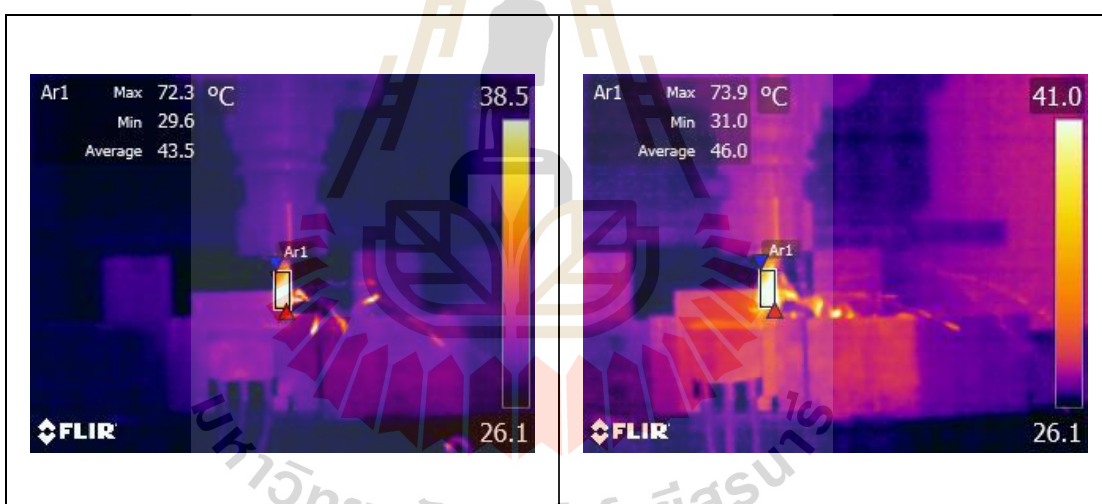 Ar1 Max 72.3 °C 38.5
Min 29.6
Average 43.5
Ar1
FLIR 26.1
Ar1 Max 73.9 °C 41.0
Min 31.0
Average 46.0
Ar1
FLIR 26.1